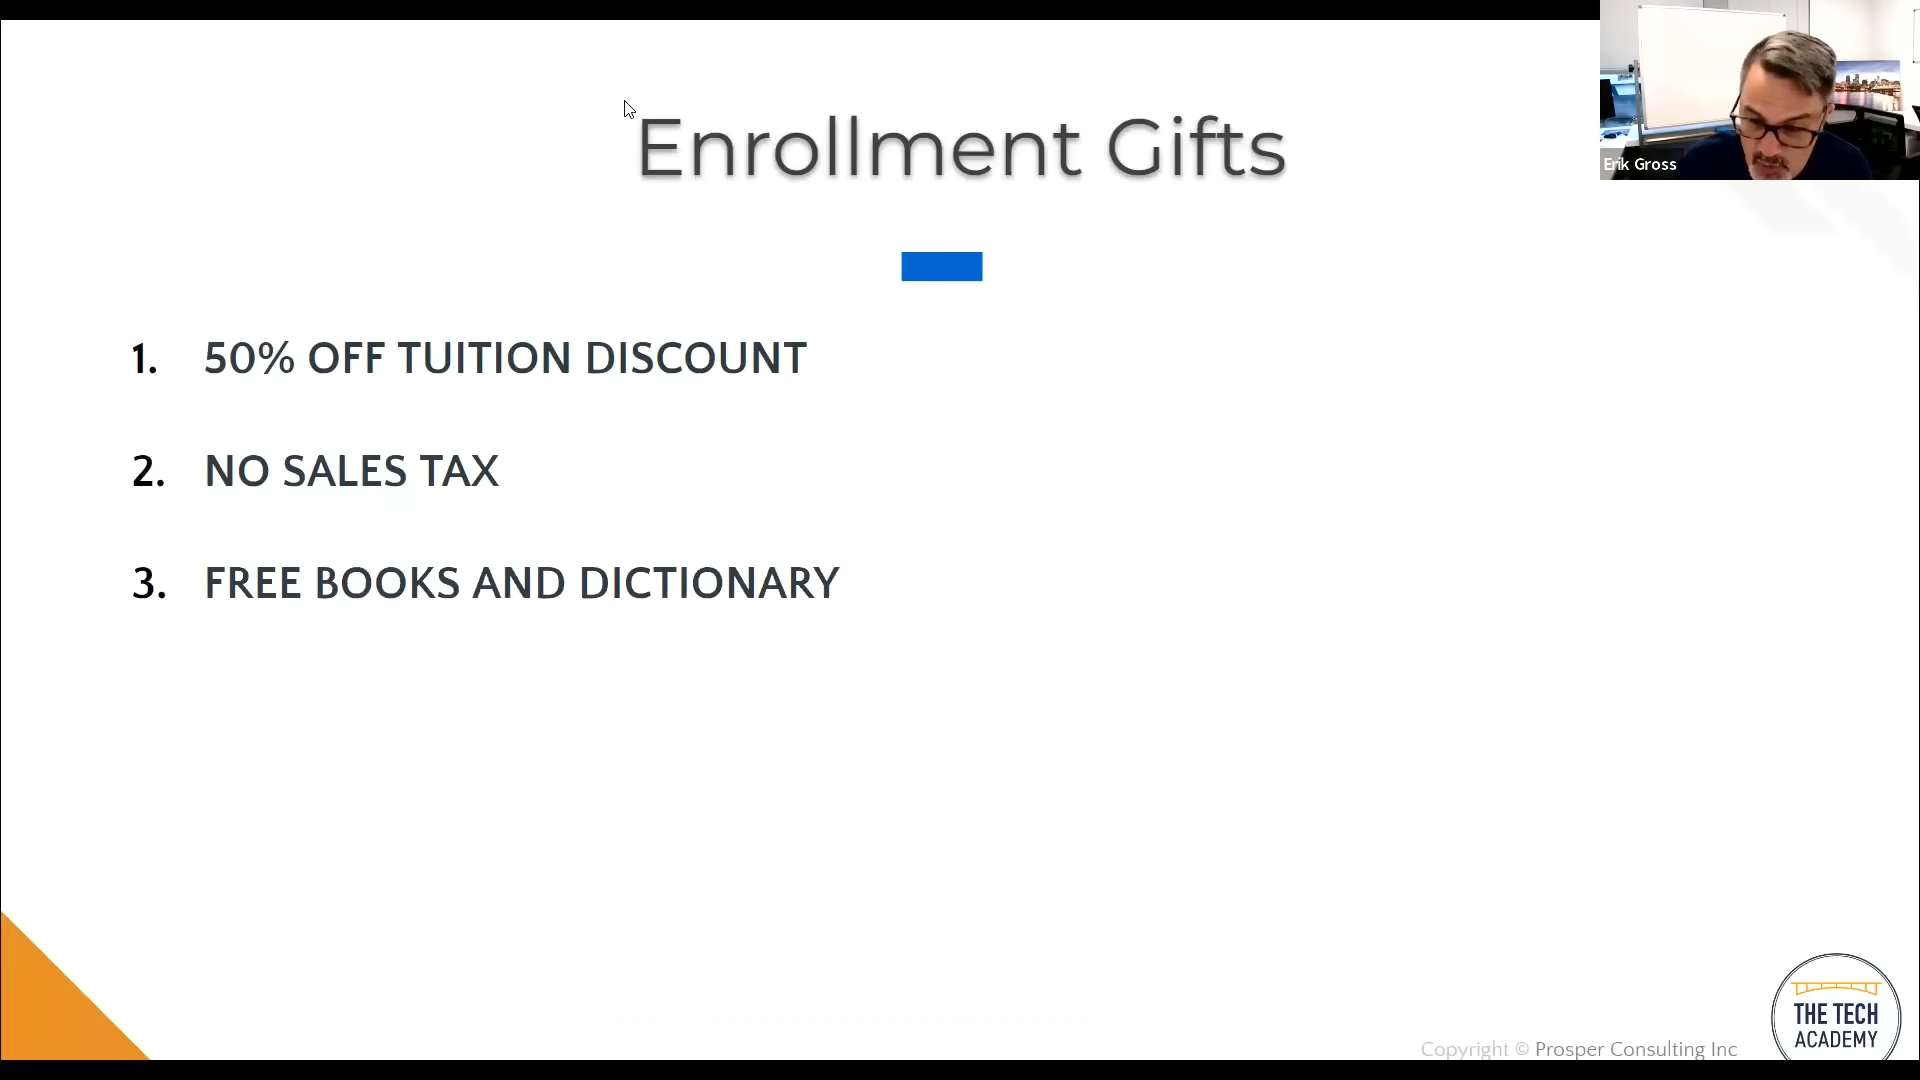 Enrollment Gifts
Erik Gross
1. 50% OFF TUITION DISCOUNT
2. NO SALES TAX
3. FREE BOOKS AND DICTIONARY
THE TECH
ACADEMY
Copyright © Prosper Consulting Inc